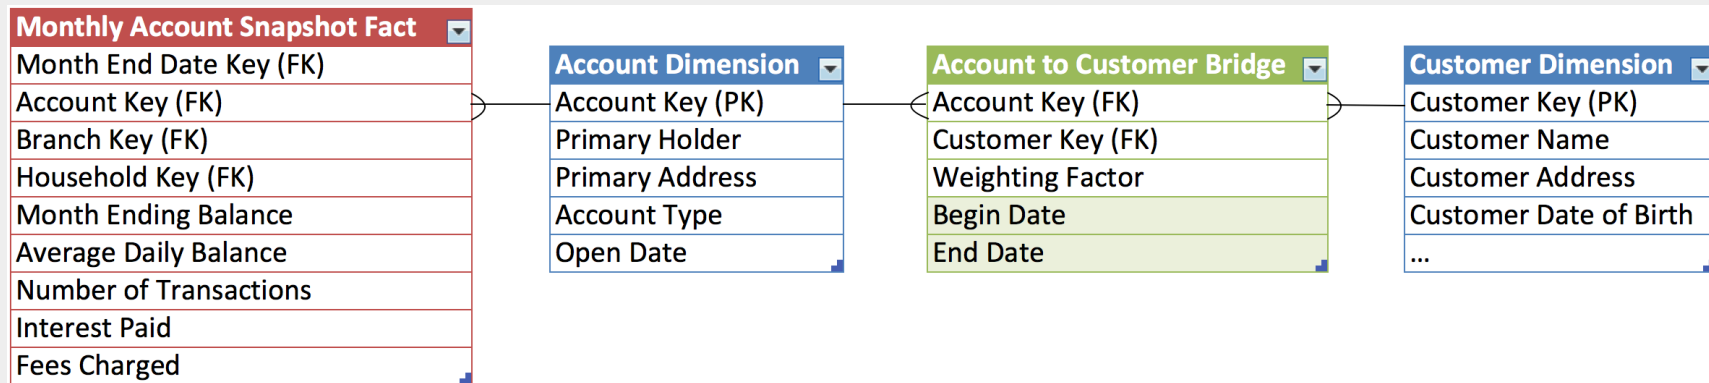 Monthly Account Snapshot Fact
Month End Date Key (FK)
Account Key (FK)
Branch Key (FK)
Household Key (FK)
Month Ending Balance
Average Daily Balance
Number of Transactions
Interest Paid
Fees Charged
Account Dimension
Account Key (PK)
Primary Holder
Primary Address
Account Type
Open Date
Account to Customer Bridge
Account Key (FK)
Customer Key (FK)
Weighting Factor
Begin Date
End Date
Customer Dimension
Customer Key (PK)
Customer Name
Customer Address
Customer Date of Birth
...